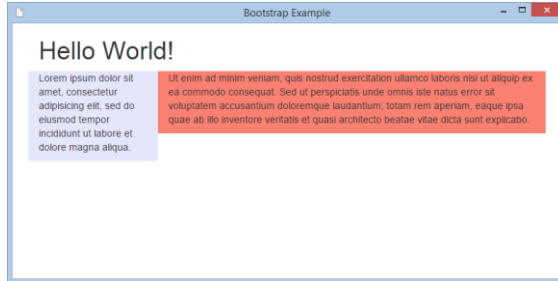 Bootstrap Example
Hello World!
Lorem ipsum dolor sit
amet, consectetur
adipisicing elit, sed do
eiusmod tempor
incididunt ut labore et
dolore magna aliqua.
Ut enim ad minim veniam, quis nostrud exercitation ullamco laboris nisi ut aliquip ex
ea commodo consequat. Sed ut perspiciatis unde omnis iste natus error sit
voluptatem accusantium doloremque laudantium, totam rem aperiam, eaque ipsa
quae ab illo inventore veritatis et quasi architecto beatae vitae dicta sunt explicabo.